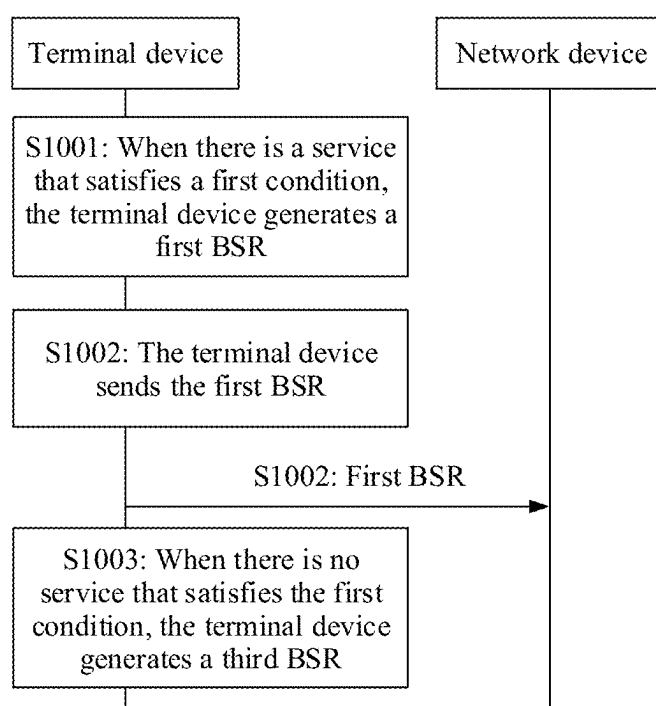 Terminal device
Network device
S1001: When there is a service
that satisfies a first condition,
the terminal device generates a
first BSR
S1002: The terminal device
sends the first BSR
S1002: First BSR
S1003: When there is no
service that satisfies the first
condition, the terminal device
generates a third BSR